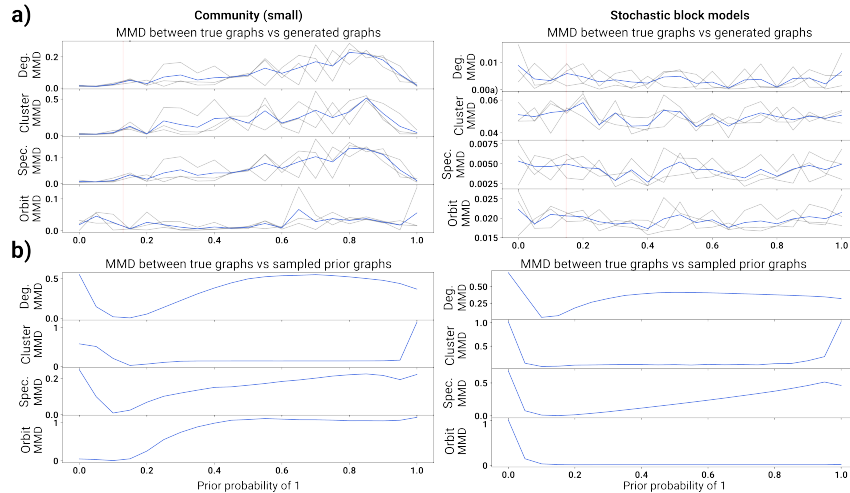 a)
Community (small)
MMD between true graphs vs generated graphs
Deg.
MMD
0.2
0.0
Cluster
MMD
0.5
0.0
Spec.
MMD
0.1
0.0
Orbit
MMD
0.1
0.0
0.0 0.2 0.4 0.6 0.8 1.0
Stochastic block models
MMD between true graphs vs generated graphs
Deg.
MMD
0.01
Cluster
MMD
0.06
0.04
Spec.
MMD
0.0075
0.0050
0.0025
Orbit
MMD
0.025
0.020
0.015
0.0 0.2 0.4 0.6 0.8 1.0
b)
MMD between true graphs vs sampled prior graphs
Deg.
MMD
0.5
0.0
Cluster
MMD
1
0
Spec.
MMD
0.2
0.0
Orbit
MMD
1
0
0.0 0.2 0.4 0.6 0.8 1.0
Prior probability of 1
MMD between true graphs vs sampled prior graphs
Deg.
MMD
0.50
0.25
Cluster
MMD
1.0
0.5
Spec.
MMD
0.5
0.0
Orbit
MMD
1
0
0.0 0.2 0.4 0.6 0.8 1.0
Prior probability of 1